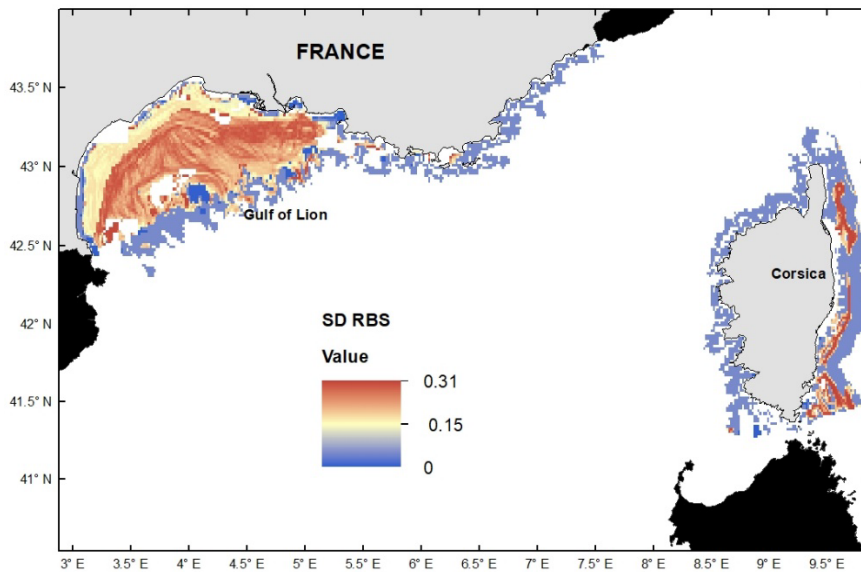 FRANCE
43.5° N
43° N
42.5° N
42° N
41.5° N
41° N
Gulf of Lion
Corsica
SD RBS
Value
0.31
0.15
0
3° E 3.5° E 4° E 4.5° E 5° E 5.5° E 6° E 6.5° E 7° E 7.5° E 8° E 8.5° E 9° E 9.5° E